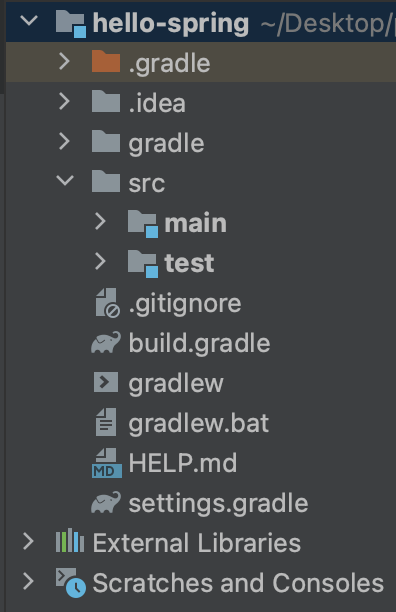 hello-spring ~/Desktop/
.gradle
.idea
gradle
src
main
test
.gitignore
build.gradle
gradlew
gradlew.bat
MD HELP.md
settings.gradle
External Libraries
Scratches and Consoles